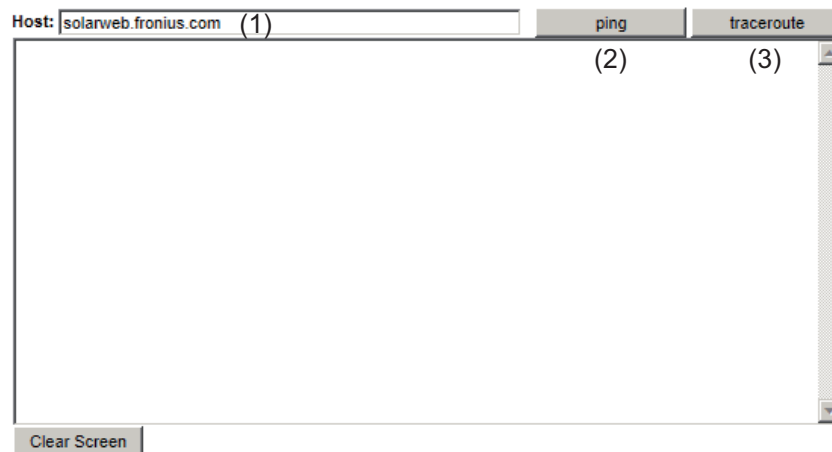 Host: solarweb.fronius.com (1) ping traceroute
(2) (3)
Clear Screen